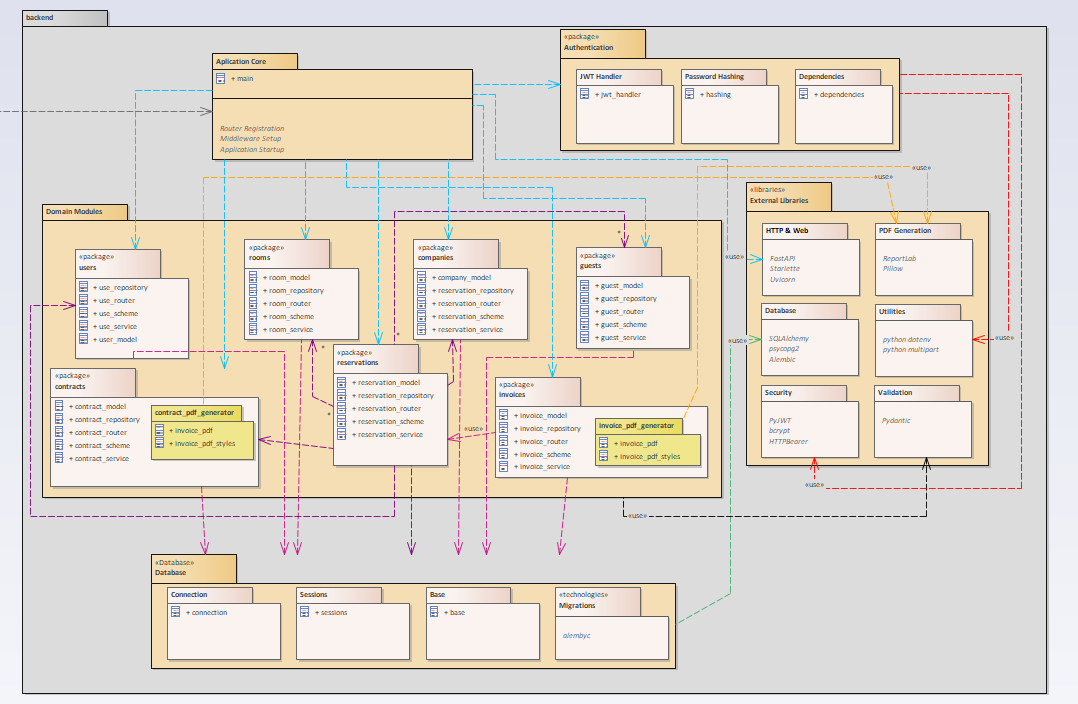 backend
«package»
Authentication
Aplication Core
+ main
Router Registration
Middleware Setup
Application Startup
JWT Handler
+ jwt_handler
Password Hashing
+ hashing
Dependencies
+ dependencies
«use»
«use»
«libraries»
External Libraries
HTTP & Web
FastAPI
Starlette
Uvicorn
PDF Generation
ReportLab
Pillow
Database
SQLAlchemy
psycopg2
Alembic
Utilities
python dotenv
python multipart
Security
PyJWT
bcrypt
HTTPBearer
Validation
Pydantic
«use»
«use»
«use»
«use»
«use»
«use»
Domain Modules
«package»
users
+ use_repository
+ use_router
+ use_scheme
+ use_service
+ user_model
«package»
rooms
+ room_model
+ room_repository
+ room_router
+ room_scheme
+ room_service
«package»
companies
+ company_model
+ reservation_repository
+ reservation_router
+ reservation_scheme
+ reservation_service
«package»
guests
+ guest_model
+ guest_repository
+ guest_router
+ guest_scheme
+ guest_service
*
*
*
*
«package»
contracts
+ contract_model
+ contract_repository
+ contract_router
+ contract_scheme
+ contract_service
contract_pdf_generator
+ invoice_pdf
+ invoice_pdf_styles
«package»
reservations
+ reservation_model
+ reservation_repository
+ reservation_router
+ reservation_scheme
+ reservation_service
«package»
invoices
+ invoice_model
+ invoice_repository
+ invoice_router
+ invoice_scheme
+ invoice_service
invoice_pdf_generator
+ invoice_pdf
+ invoice_pdf_styles
«Database»
Database
Connection
+ connection
Sessions
+ sessions
Base
+ base
«technologies»
Migrations
alembyc